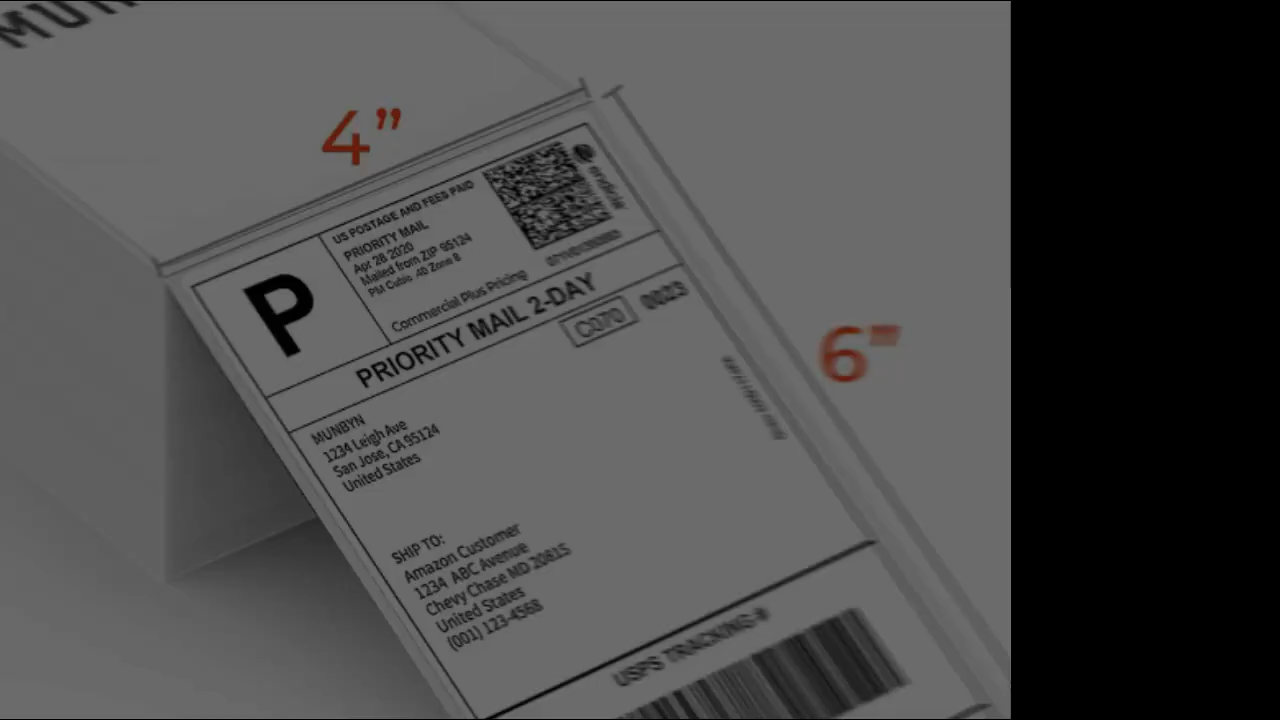 4”
6”
US POSTAGE AND FEES PAID
PRIORITY MAIL
Apr 28 2020
Mailed from ZIP 95124
PM Cubic .40 Zone 8
Commercial Plus Pricing
P
PRIORITY MAIL 2-DAY
C070
0023
MUNBYN
1234 Leigh Ave
San Jose, CA 95124
United States
SHIP TO:
Amazon Customer
1234 ABC Avenue
Chevy Chase MD 20815
United States
(001) 123-4568
USPS TRACKING #